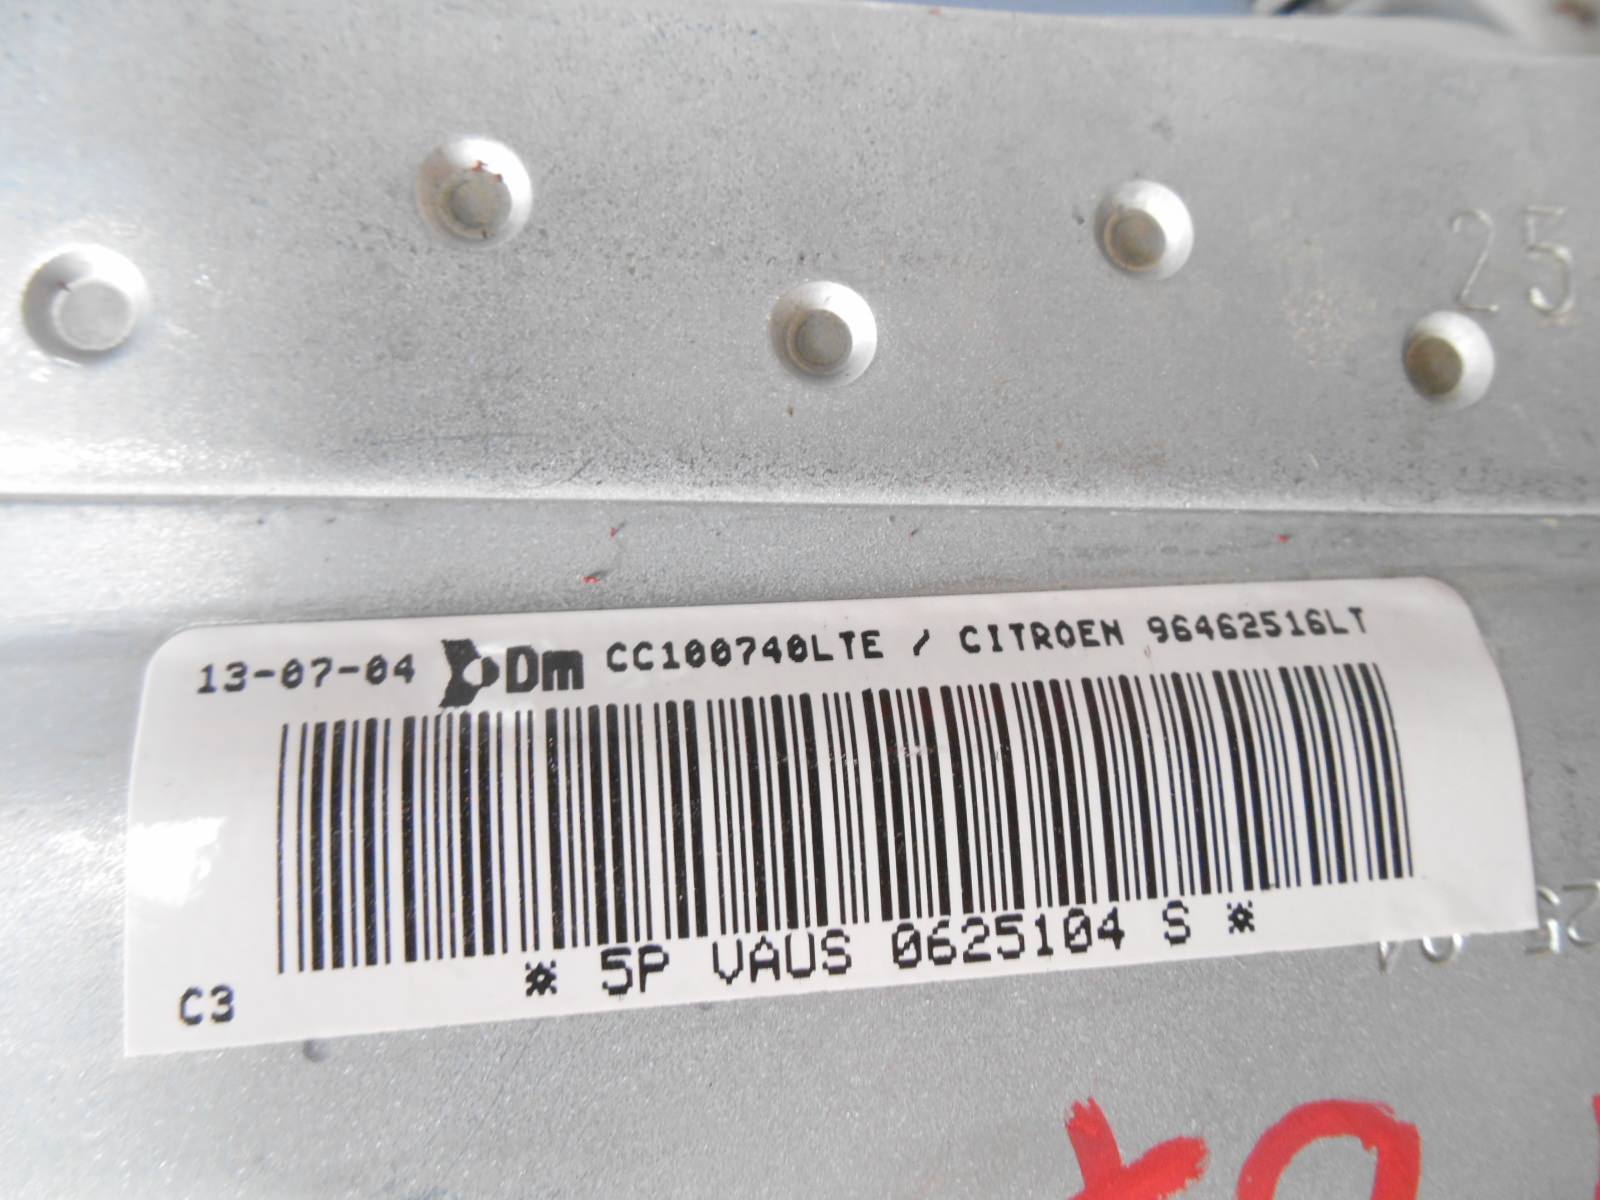 25
13-07-04 Dm CC100740LTE / CITROEN 96462516LT
* 5P VAUS 0625104 S *
C3